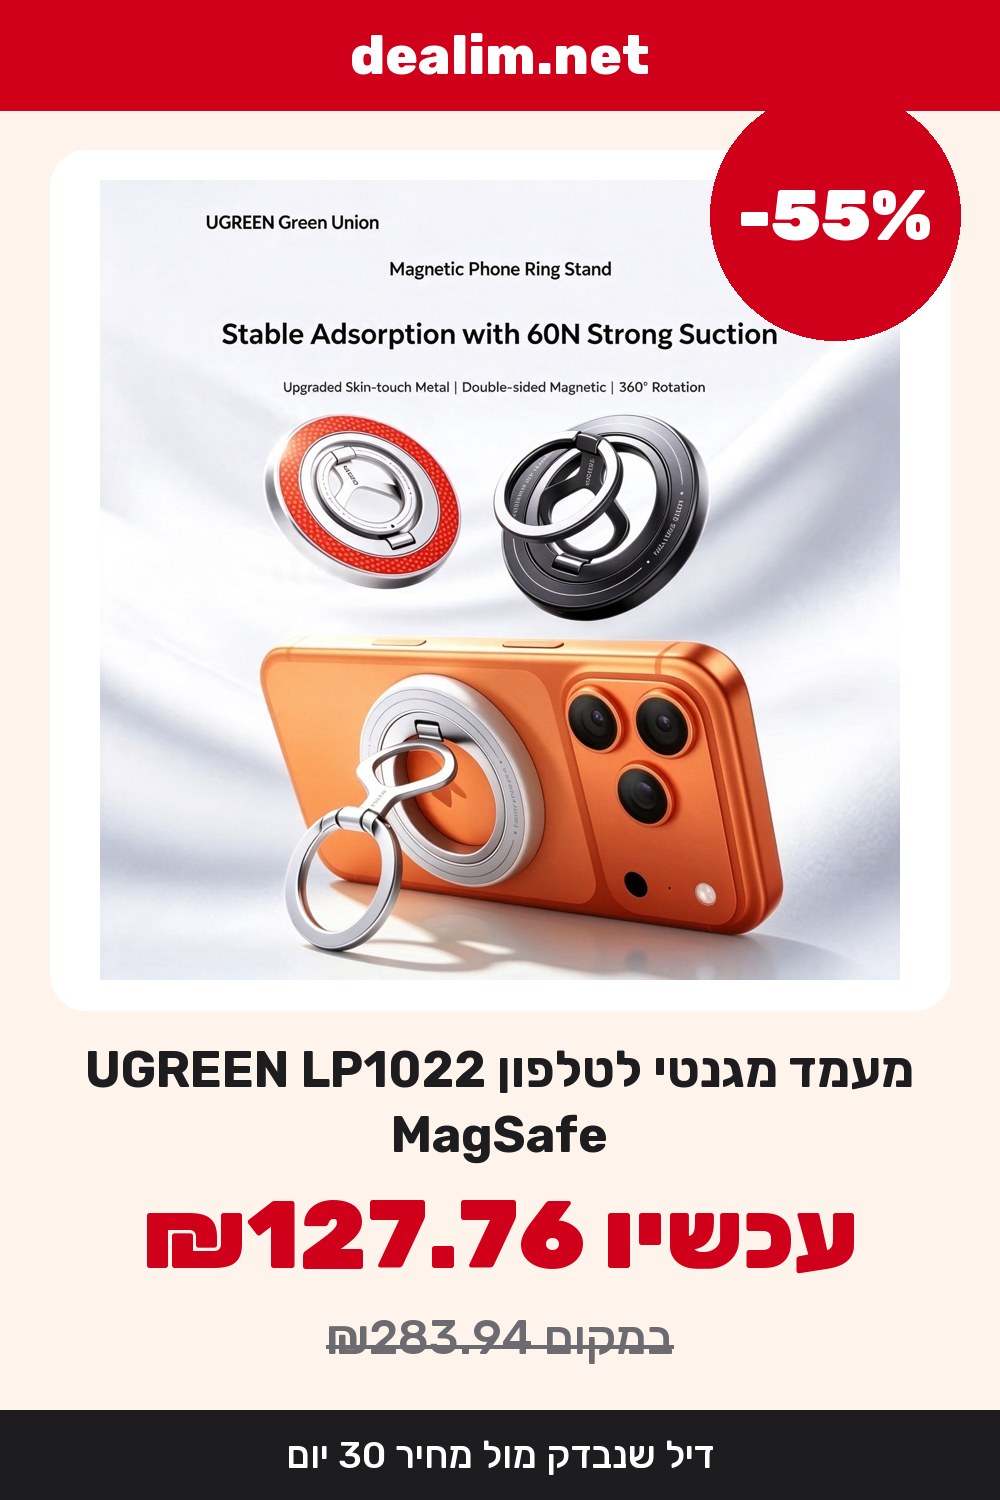 dealim.net
-55%
UGREEN Green Union
Magnetic Phone Ring Stand
Stable Adsorption with 60N Strong Suction
Upgraded Skin-touch Metal | Double-sided Magnetic | 360° Rotation
מעמד מגנטי לטלפון UGREEN LP1022
MagSafe
עכשיו ₪127.76
במקום ₪283.94
דיל שנבדק מול מחיר 30 יום